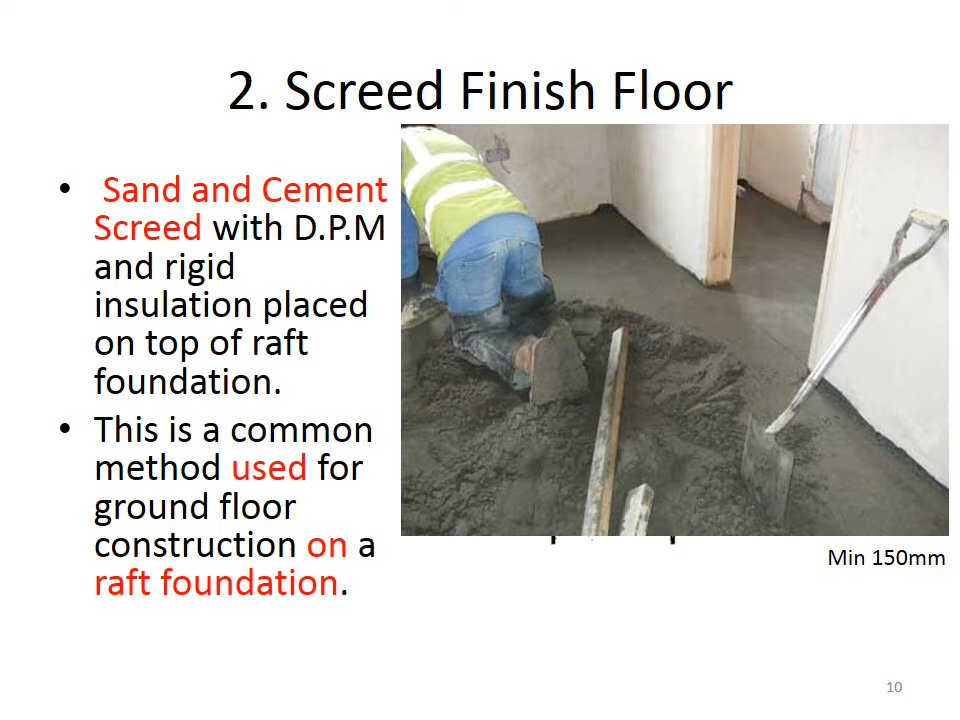 2. Screed Finish Floor
• Sand and Cement
Screed with D.P.M
and rigid
insulation placed
on top of raft
foundation.
• This is a common
method used for
ground floor
construction on a
raft foundation.
Min 150mm
10